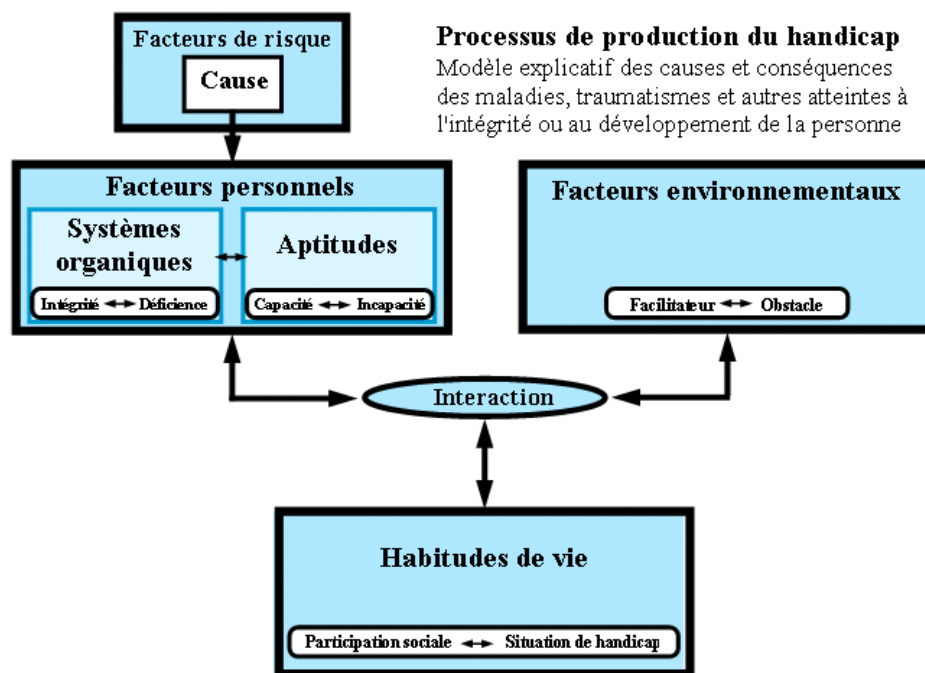 Facteurs de risque
Cause
Processus de production du handicap
Modèle explicatif des causes et conséquences
des maladies, traumatismes et autres atteintes à
l'intégrité ou au développement de la personne
Facteurs personnels
Systèmes
organiques
Intégrité Déficience
Aptitudes
Capacité Incapacité
Facteurs environnementaux
Facilitateur Obstacle
Interaction
Habitudes de vie
Participation sociale Situation de handicap